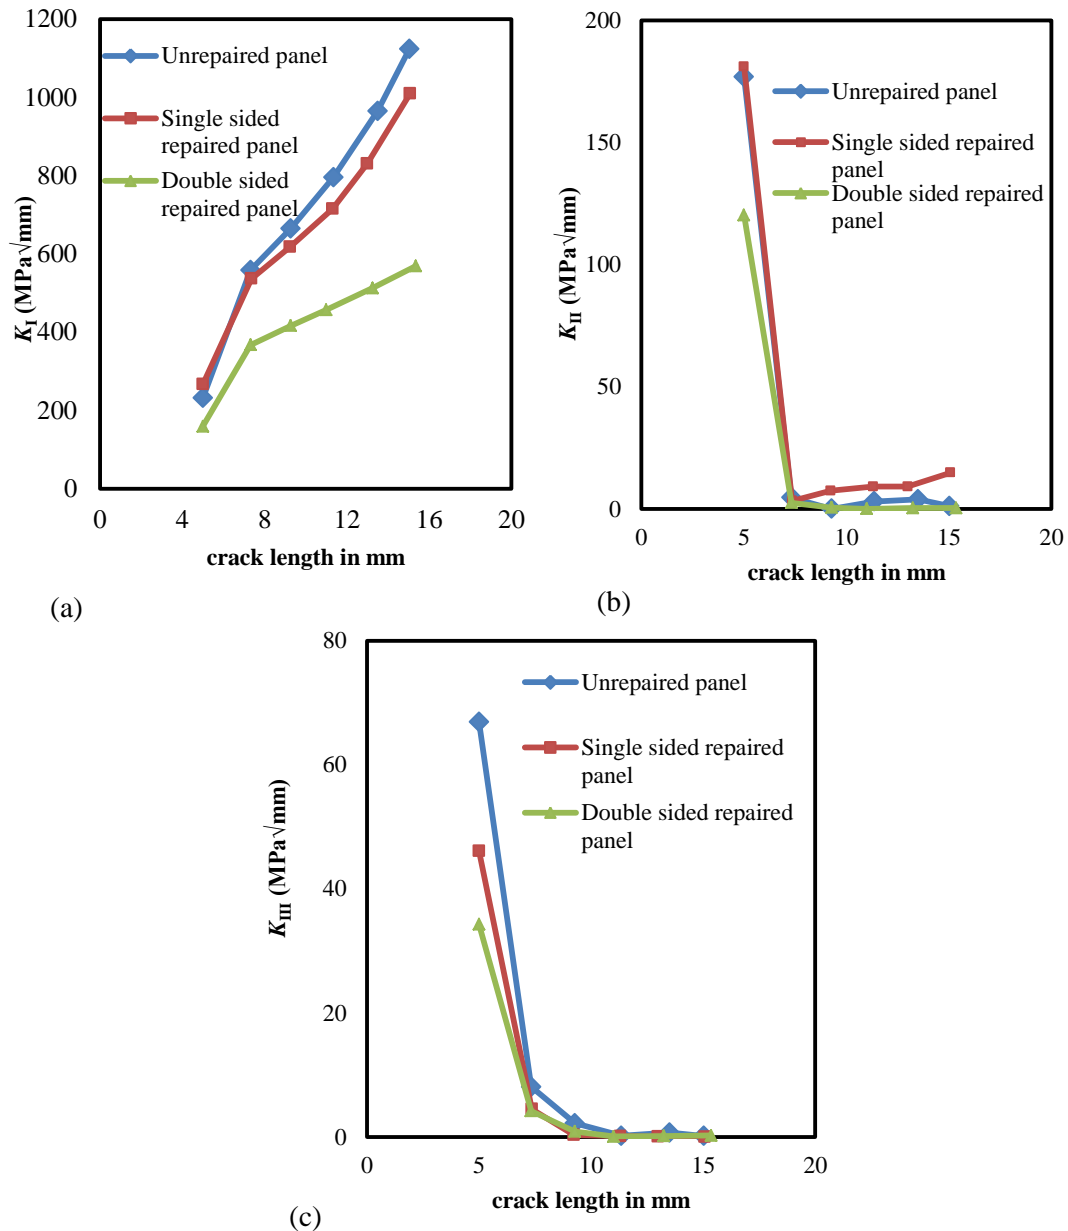 1200
1000
800
600
400
200
0
0 4 8 12 16 20
K_I (MPa√mm)
crack length in mm
Unrepaired panel
Single sided
repaired panel
Double sided
repaired panel
(a)
200
150
100
50
0
0 5 10 15 20
K_II (MPa√mm)
crack length in mm
Unrepaired panel
Single sided repaired
panel
Double sided repaired
panel
(b)
80
60
40
20
0
0 5 10 15 20
K_III (MPa√mm)
crack length in mm
Unrepaired panel
Single sided repaired
panel
Double sided repaired
panel
(c)